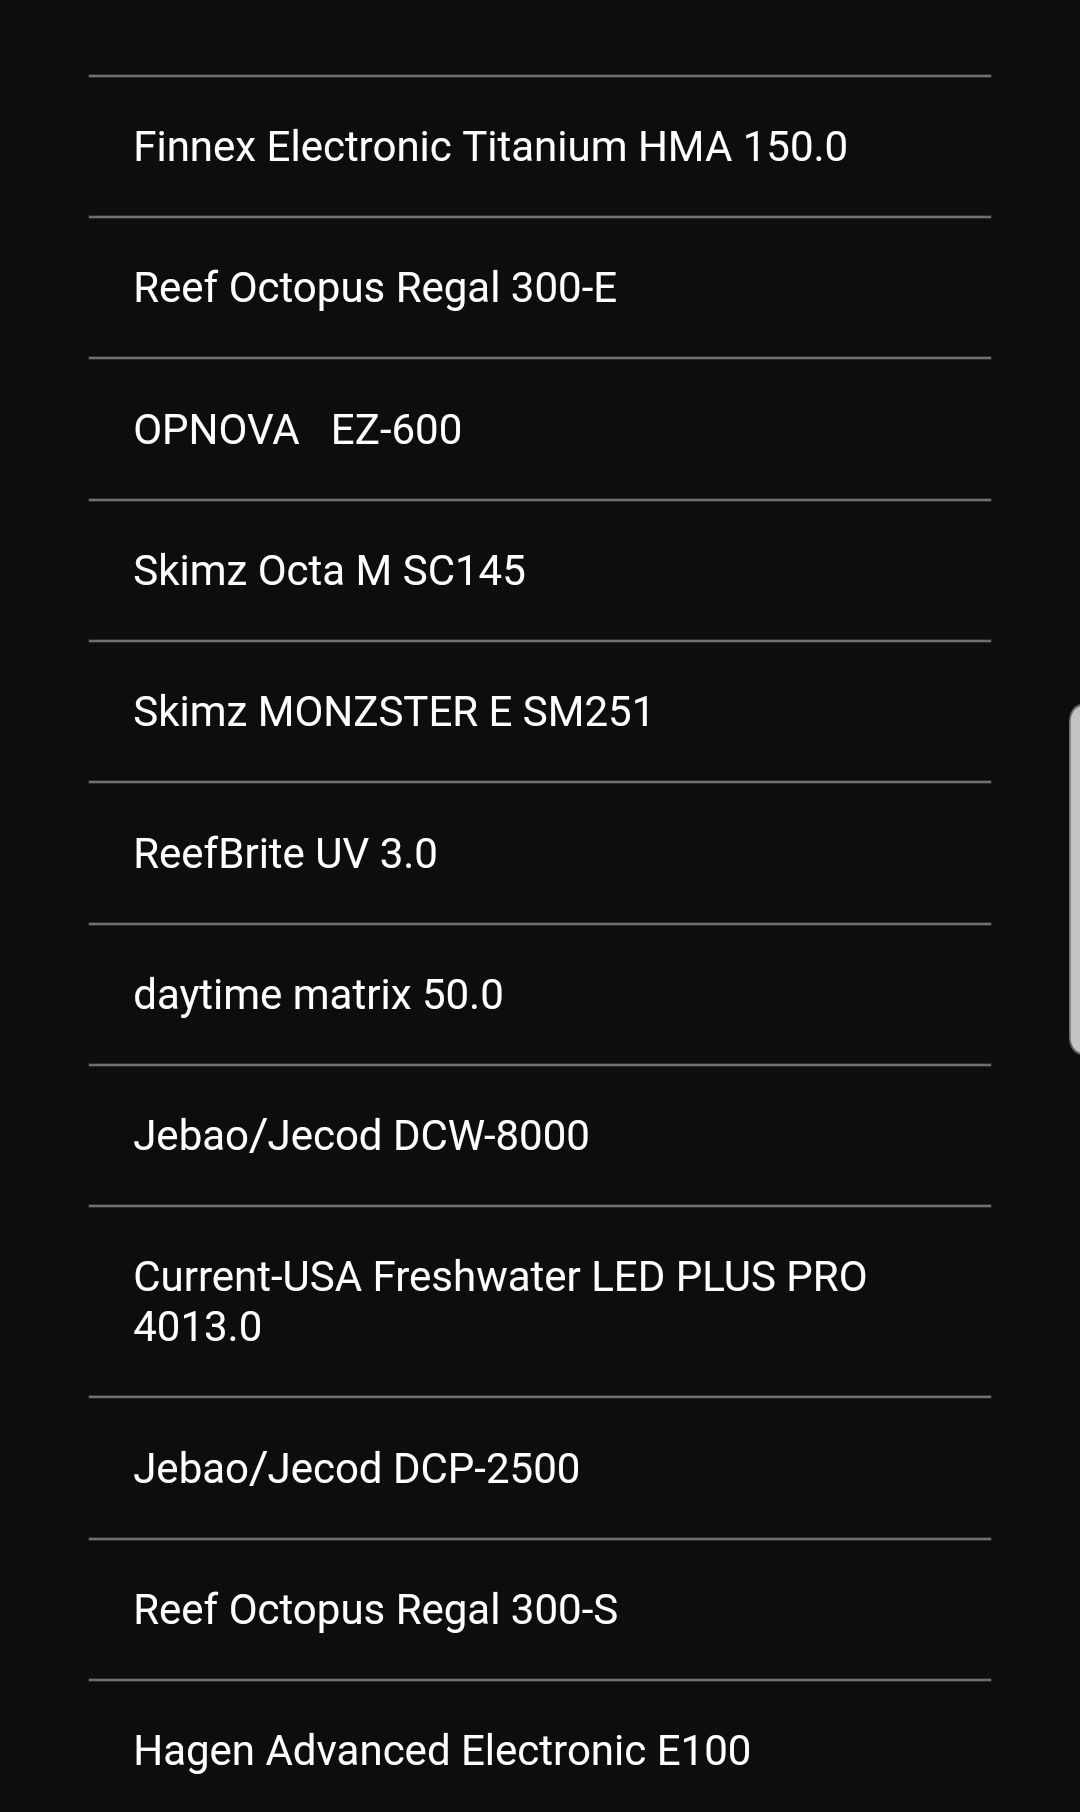 Finnex Electronic Titanium HMA 150.0
Reef Octopus Regal 300-E
OPNOVA   EZ-600
Skimz Octa M SC145
Skimz MONZSTER E SM251
ReefBrite UV 3.0
daytime matrix 50.0
Jebao/Jecod DCW-8000
Current-USA Freshwater LED PLUS PRO
4013.0
Jebao/Jecod DCP-2500
Reef Octopus Regal 300-S
Hagen Advanced Electronic E100